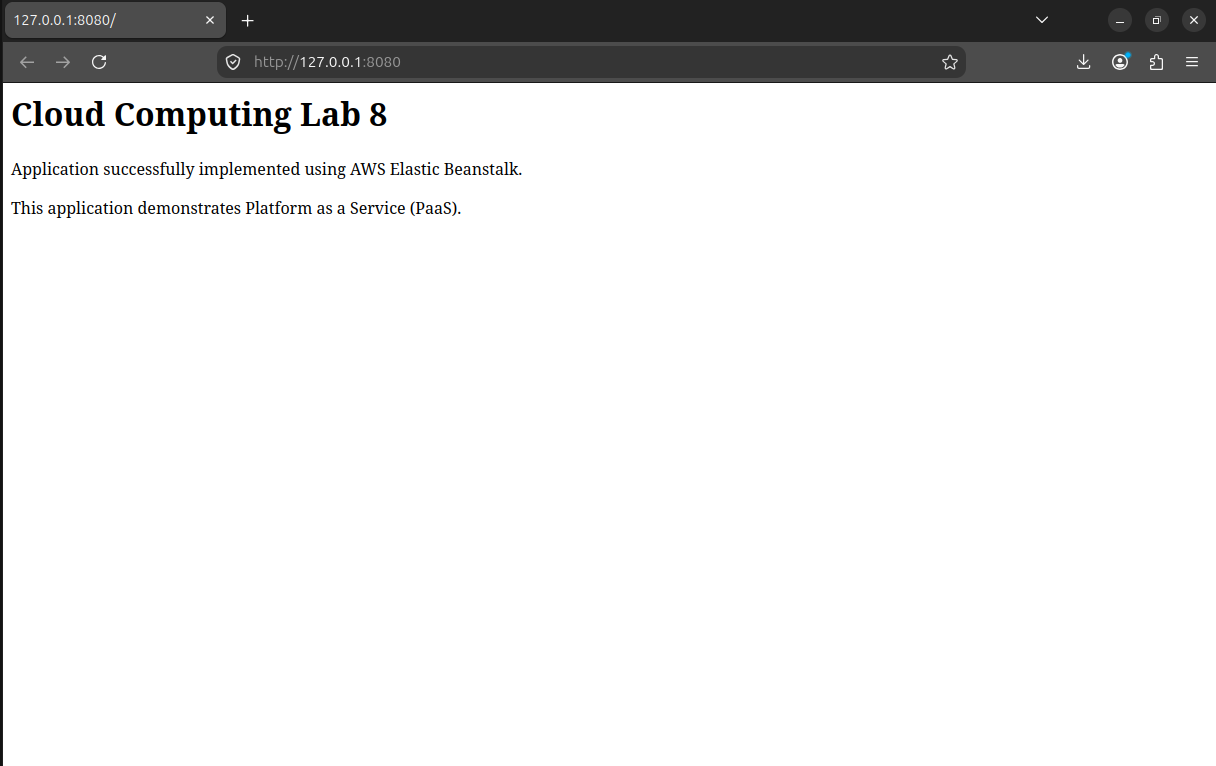 127.0.0.1:8080/
http://127.0.0.1:8080
Cloud Computing Lab 8
Application successfully implemented using AWS Elastic Beanstalk.
This application demonstrates Platform as a Service (PaaS).